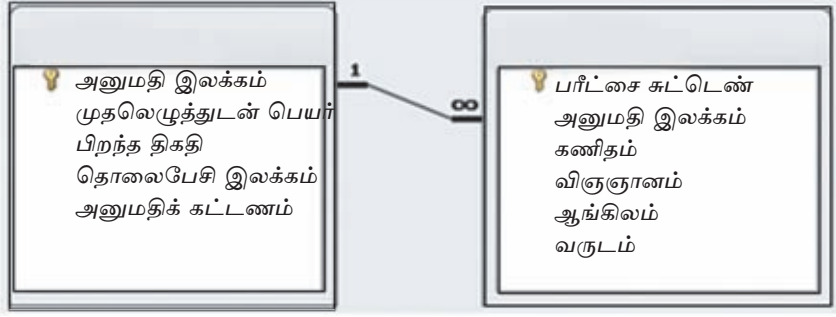 அனுமதி இலக்கம்
முதலெழுத்துடன் பெயர்
பிறந்த திகதி
தொலைபேசி இலக்கம்
அனுமதிக் கட்டணம்
1
∞
பரீட்சை சுட்டெண்
அனுமதி இலக்கம்
கணிதம்
விஞஞானம்
ஆங்கிலம்
வருடம்